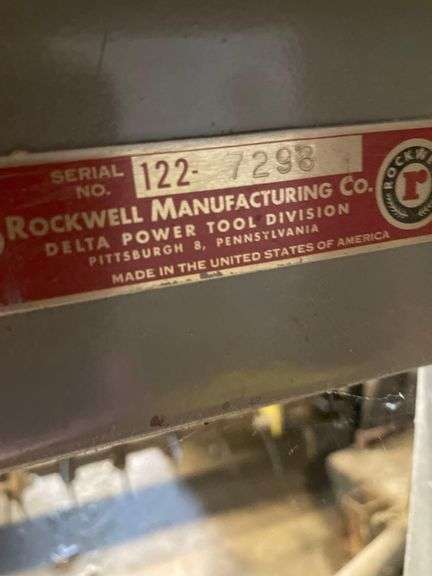 SERIAL NO. 122-7298
ROCKWELL MANUFACTURING CO.
DELTA POWER TOOL DIVISION
PITTSBURGH 8, PENNSYLVANIA
MADE IN THE UNITED STATES OF AMERICA
ROCKWELL
r